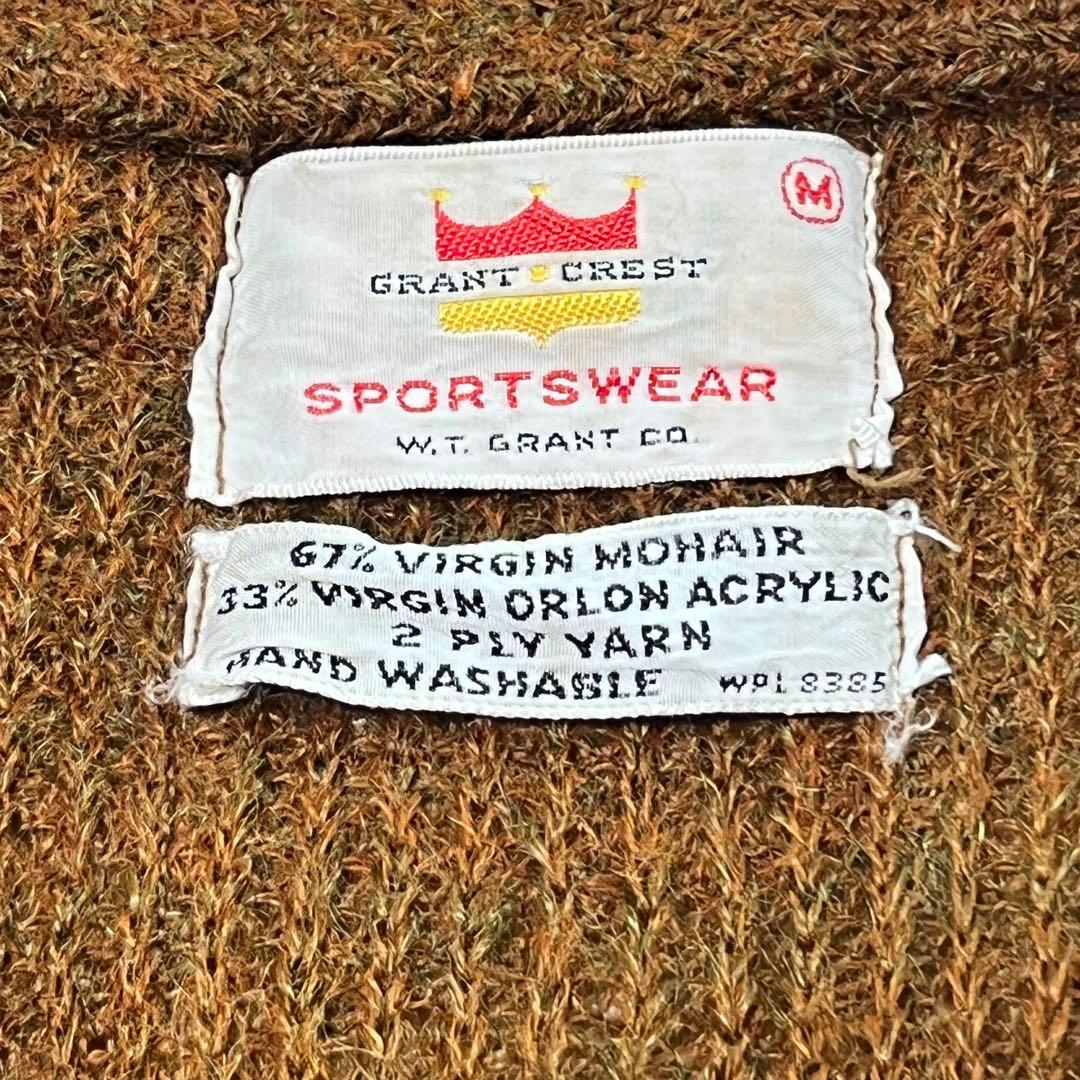 M
GRANT CREST
SPORTSWEAR
W.T. GRANT CO.
67% VIRGIN MOHAIR
33% VIRGIN ORLON ACRYLIC
2 PLY YARN
HAND WASHABLE WPL 8385